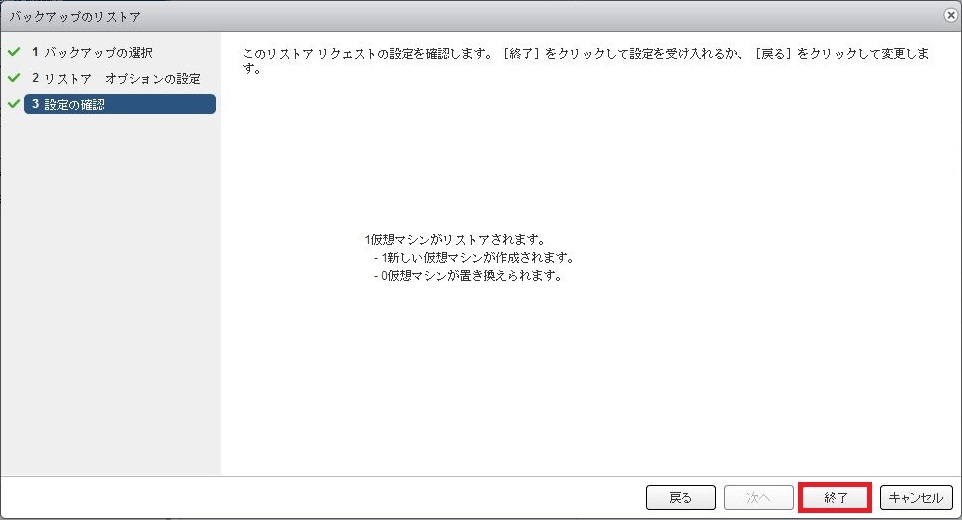 バックアップのリストア
1 バックアップの選択
2 リストア　オプションの設定
3 設定の確認
このリストア リクエストの設定を確認します。［終了］をクリックして設定を受け入れるか、［戻る］をクリックして変更しま
す。
1仮想マシンがリストアされます。
- 1新しい仮想マシンが作成されます。
- 0仮想マシンが置き換えられます。
戻る
次へ
終了
キャンセル